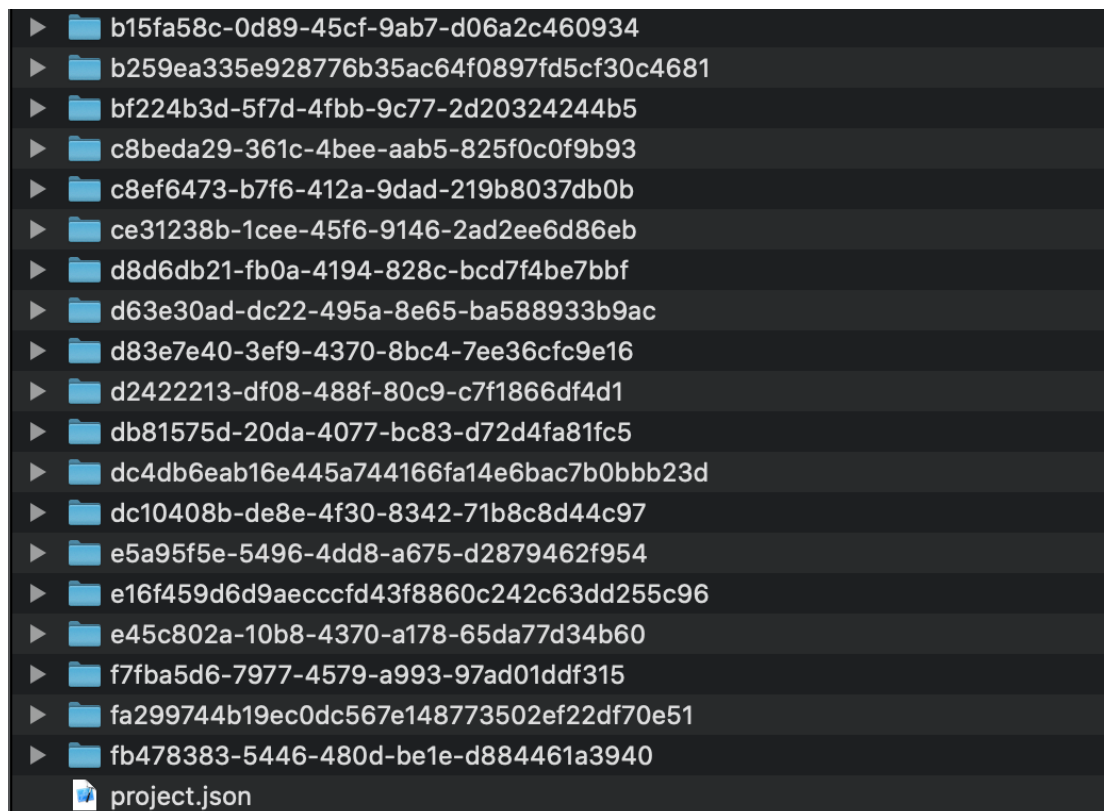 b15fa58c-0d89-45cf-9ab7-d06a2c460934
b259ea335e928776b35ac64f0897fd5cf30c4681
bf224b3d-5f7d-4fbb-9c77-2d20324244b5
c8beda29-361c-4bee-aab5-825f0c0f9b93
c8ef6473-b7f6-412a-9dad-219b8037db0b
ce31238b-1cee-45f6-9146-2ad2ee6d86eb
d8d6db21-fb0a-4194-828c-bcd7f4be7bbf
d63e30ad-dc22-495a-8e65-ba588933b9ac
d83e7e40-3ef9-4370-8bc4-7ee36cfc9e16
d2422213-df08-488f-80c9-c7f1866df4d1
db81575d-20da-4077-bc83-d72d4fa81fc5
dc4db6eab16e445a744166fa14e6bac7b0bbb23d
dc10408b-de8e-4f30-8342-71b8c8d44c97
e5a95f5e-5496-4dd8-a675-d2879462f954
e16f459d6d9aecccfd43f8860c242c63dd255c96
e45c802a-10b8-4370-a178-65da77d34b60
f7fba5d6-7977-4579-a993-97ad01ddf315
fa299744b19ec0dc567e148773502ef22df70e51
fb478383-5446-480d-be1e-d884461a3940
project.json